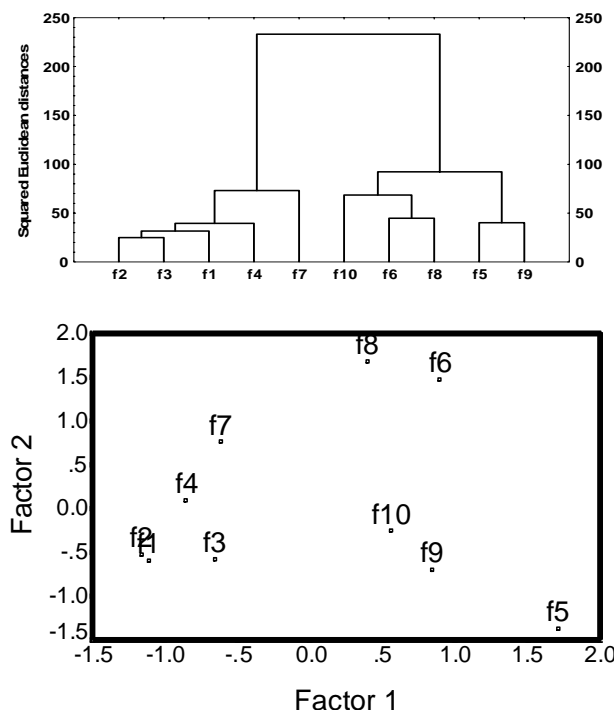 250 250
200 200
Squared Euclidean distances
150 150
100 100
50 50
0 0
f2 f3 f1 f4 f7 f10 f6 f8 f5 f9
2.0
f8 f6
1.5
1.0
f7
.5
f4
Factor 2
0.0
f10
f2 f1 f3 f9
-.5
-1.0
f5
-1.5
-1.5 -1.0 -.5 0.0 .5 1.0 1.5 2.0
Factor 1